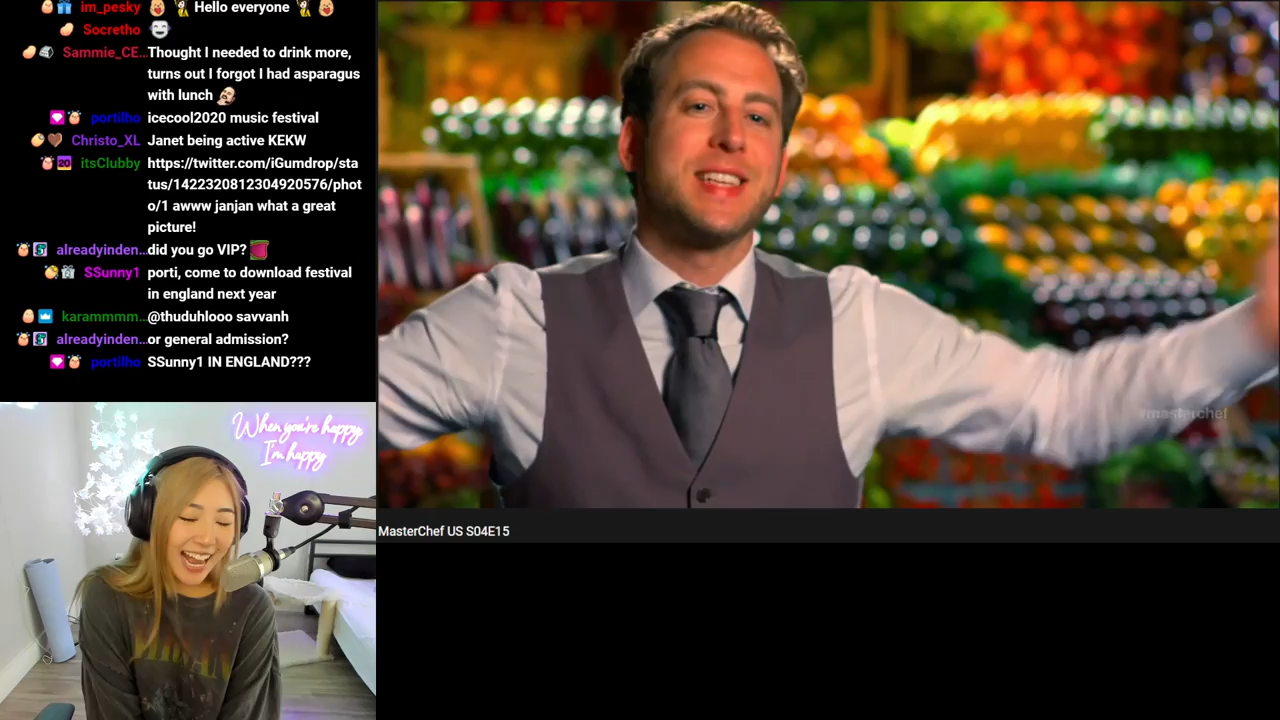 im_pesky Hello everyone
Socretho
Sammie_CE... Thought I needed to drink more,
turns out I forgot I had asparagus
with lunch
portilho icecool2020 music festival
Christo_XL Janet being active KEKW
20 itsClubby https://twitter.com/iGumdrop/sta
tus/1422320812304920576/phot
o/1 awww janjan what a great
picture!
alreadyinden... did you go VIP?
SSunny1 porti, come to download festival
in england next year
karammmm... @thuduhlooo savvanh
alreadyinden... or general admission?
portilho SSunny1 IN ENGLAND???
When you're happy
I'm happy
#masterchef
MasterChef US S04E15